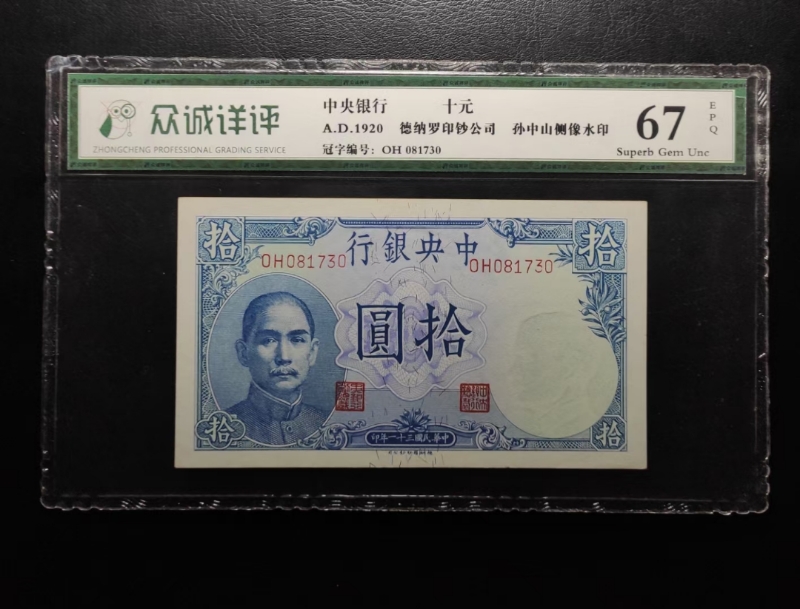 众诚详评
ZHONGCHENG PROFESSIONAL GRADING SERVICE
中央银行 十元
A.D.1920 德纳罗印钞公司 孙中山侧像水印
冠字编号: OH 081730
67
EPQ
Superb Gem Unc
拾 行銀央中 拾
OH081730 OH081730
圓拾
拾 印年一十三國民華中 拾